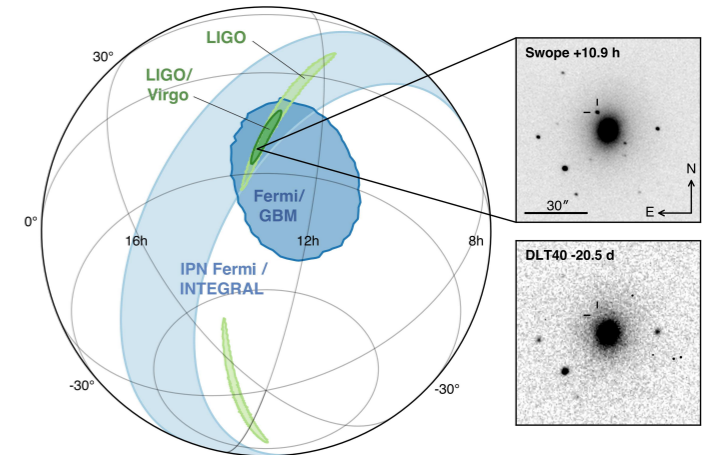 LIGO
Swope +10.9 h
30°
LIGO/
Virgo
N
Fermi/
GBM
30″
E
0°
16h
12h
8h
DLT40 -20.5 d
IPN Fermi /
INTEGRAL
-30°
-30°